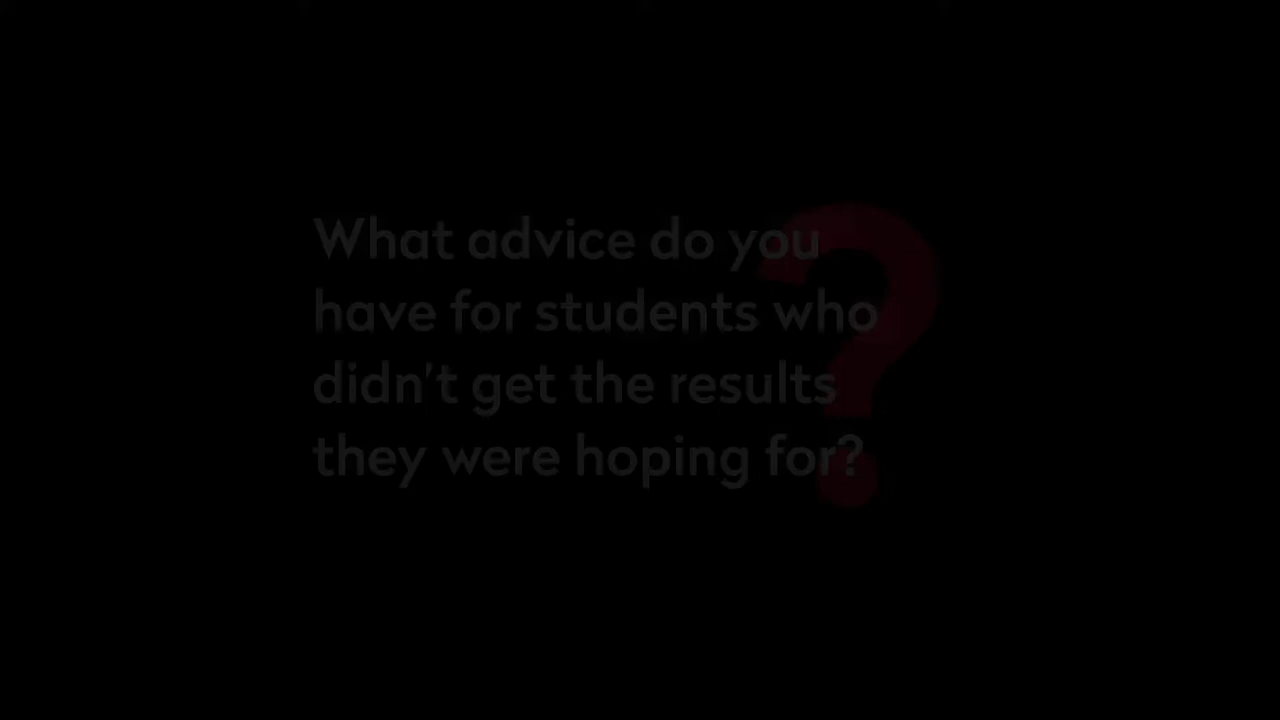 What advice do you
have for students who
didn't get the results
they were hoping for?